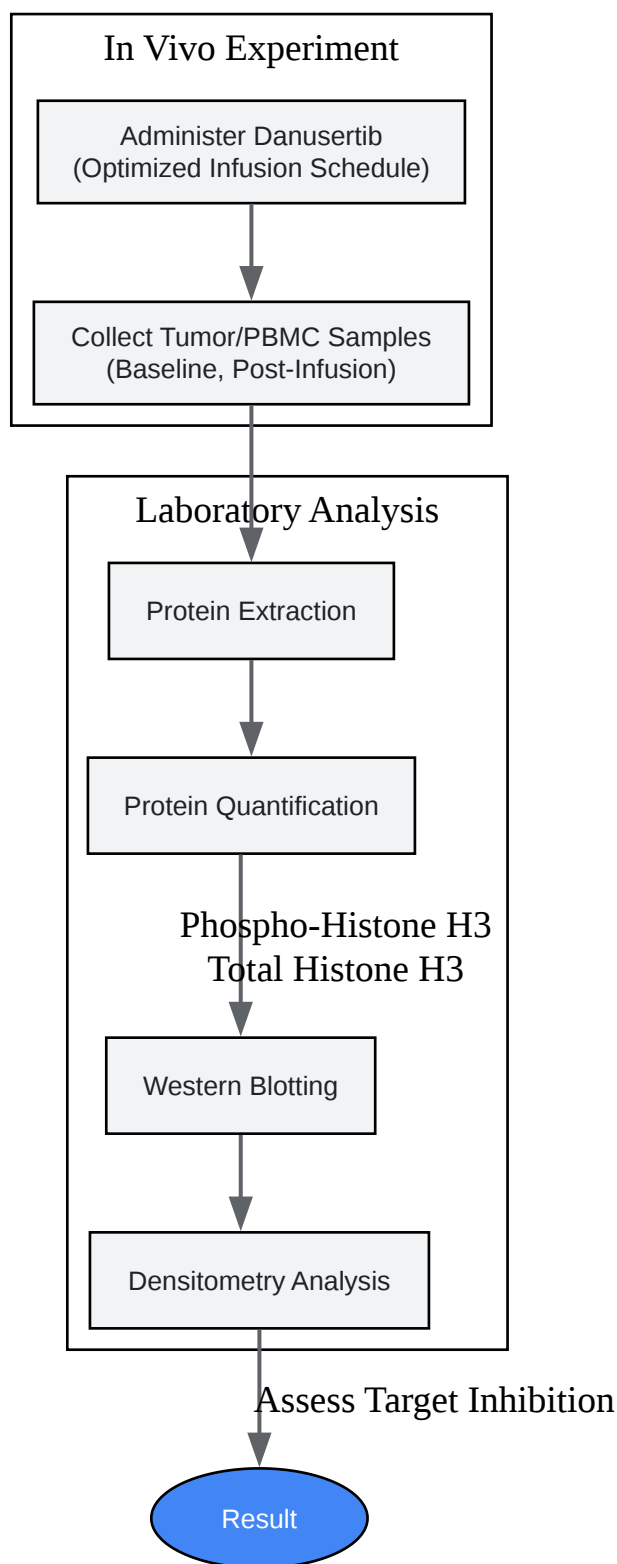 In Vivo Experiment
Administer Danusertib
(Optimized Infusion Schedule)
Collect Tumor/PBMC Samples
(Baseline, Post-Infusion)
Laboratory Analysis
Protein Extraction
Protein Quantification
Phospho-Histone H3
Total Histone H3
Western Blotting
Densitometry Analysis
Assess Target Inhibition
Result